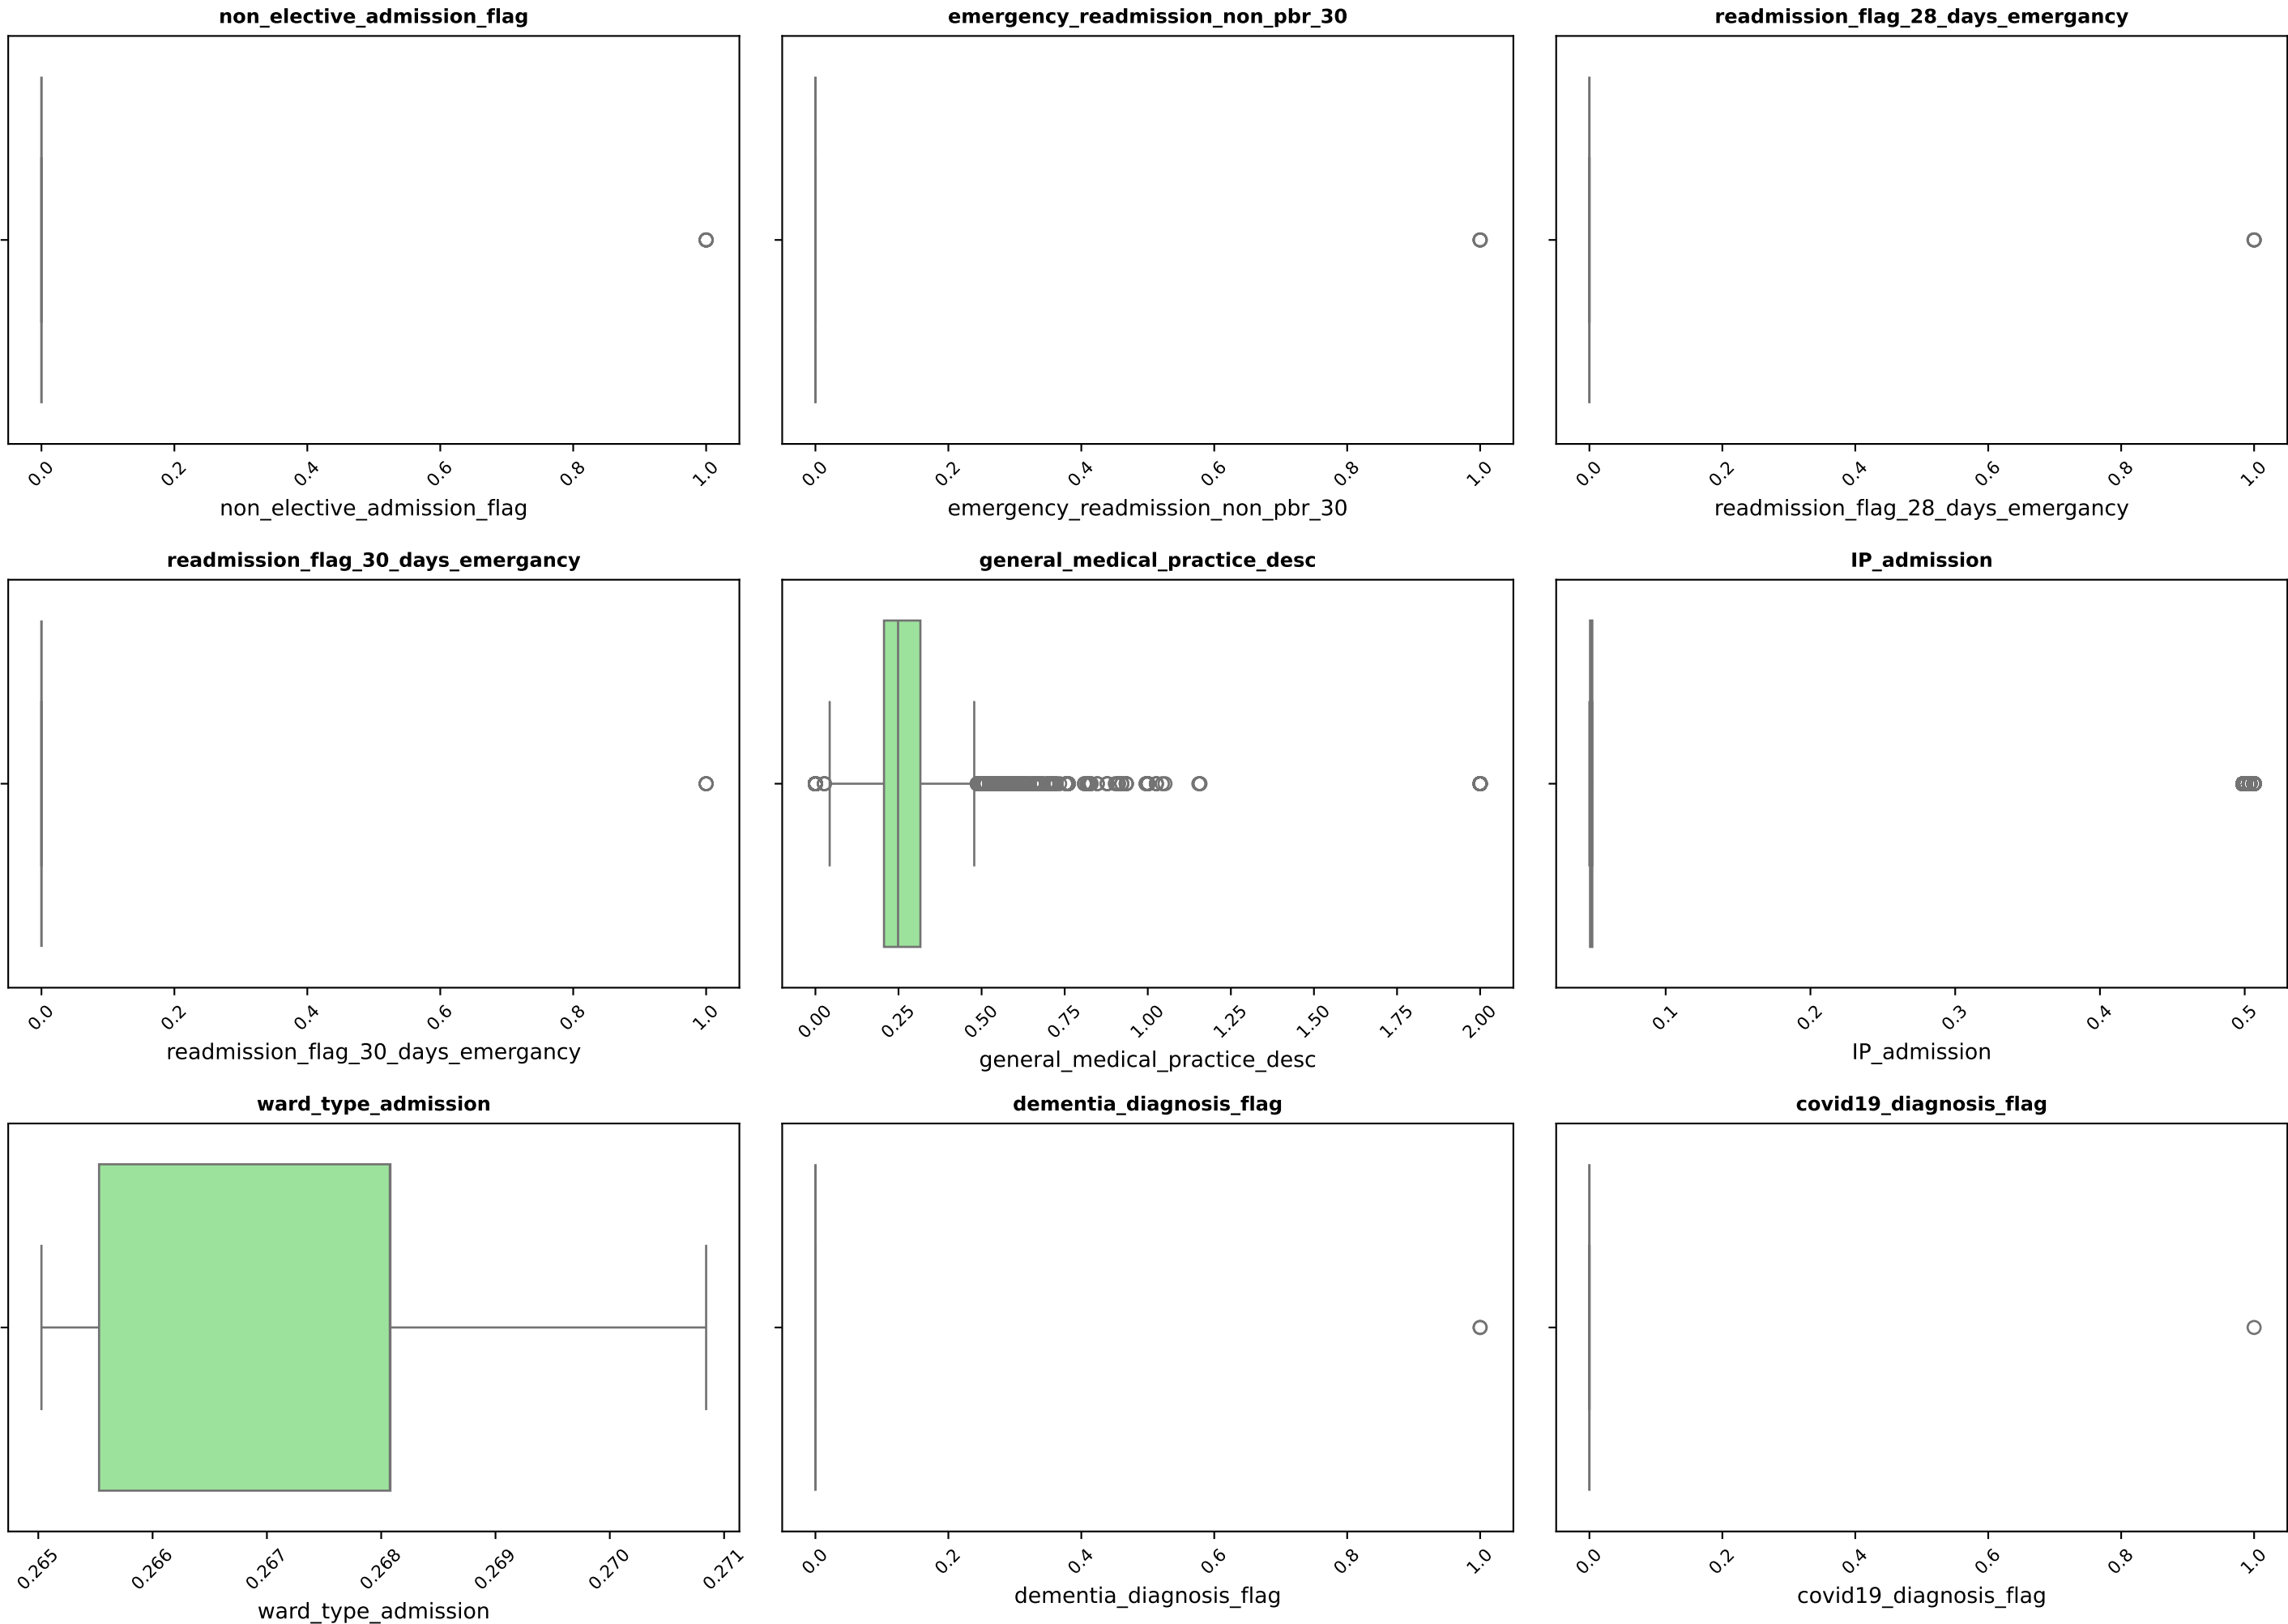 non_elective_admission_flag
emergency_readmission_non_pbr_30
readmission_flag_28_days_emergancy
0.0 0.2 0.4 0.6 0.8 1.0
0.0 0.2 0.4 0.6 0.8 1.0
0.0 0.2 0.4 0.6 0.8 1.0
non_elective_admission_flag
emergency_readmission_non_pbr_30
readmission_flag_28_days_emergancy
readmission_flag_30_days_emergancy
general_medical_practice_desc
IP_admission
0.0 0.2 0.4 0.6 0.8 1.0
0.00 0.25 0.50 0.75 1.00 1.25 1.50 1.75 2.00
0.1 0.2 0.3 0.4 0.5
readmission_flag_30_days_emergancy
general_medical_practice_desc
IP_admission
ward_type_admission
dementia_diagnosis_flag
covid19_diagnosis_flag
0.265 0.266 0.267 0.268 0.269 0.270 0.271
0.0 0.2 0.4 0.6 0.8 1.0
0.0 0.2 0.4 0.6 0.8 1.0
ward_type_admission
dementia_diagnosis_flag
covid19_diagnosis_flag